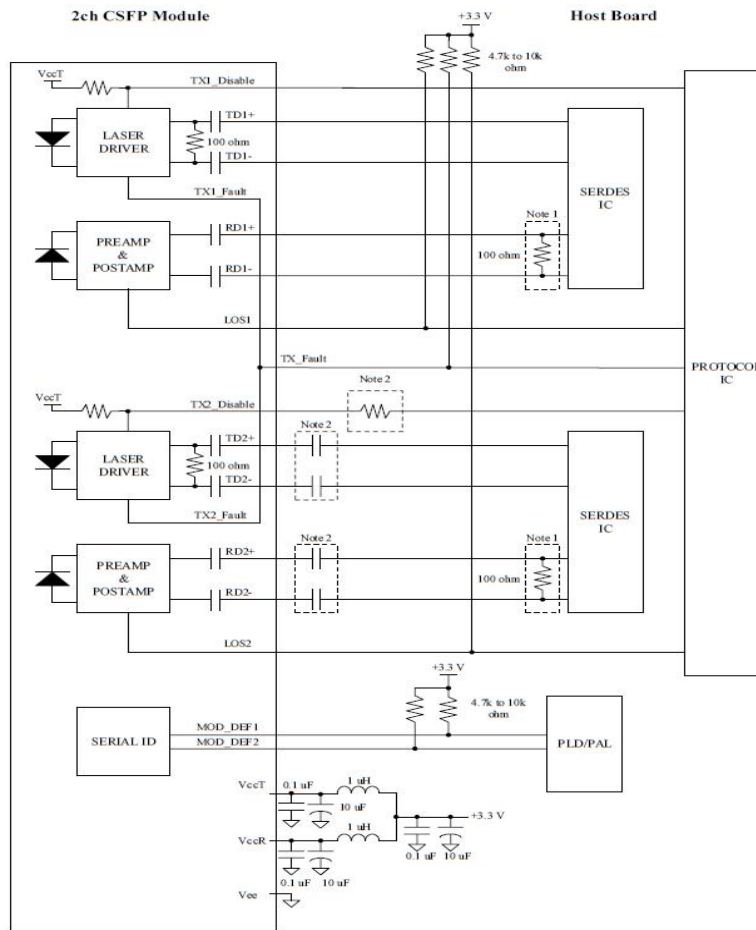 2ch CSFP Module
Host Board
+3.3 V
4.7k to 10k
ohm
VccT
TX1_Disable
LASER
DRIVER
TD1+
100 ohm
TD1-
TX1_Fault
SERDES
IC
PREAMP
&
POSTAMP
RD1+
RD1-
Note 1
100 ohm
LOS1
TX_Fault
PROTOCOL
IC
Note 2
VccT
TX2_Disable
LASER
DRIVER
TD2+
100 ohm
TD2-
Note 2
TX2_Fault
SERDES
IC
PREAMP
&
POSTAMP
RD2+
RD2-
Note 2
Note 1
100 ohm
LOS2
+3.3 V
4.7k to 10k
ohm
SERIAL ID
MOD_DEF1
MOD_DEF2
PLD/PAL
VccT
0.1 uF
1 uH
10 uF
+3.3 V
VccR
1 uH
0.1 uF
10 uF
0.1 uF
10 uF
Vee